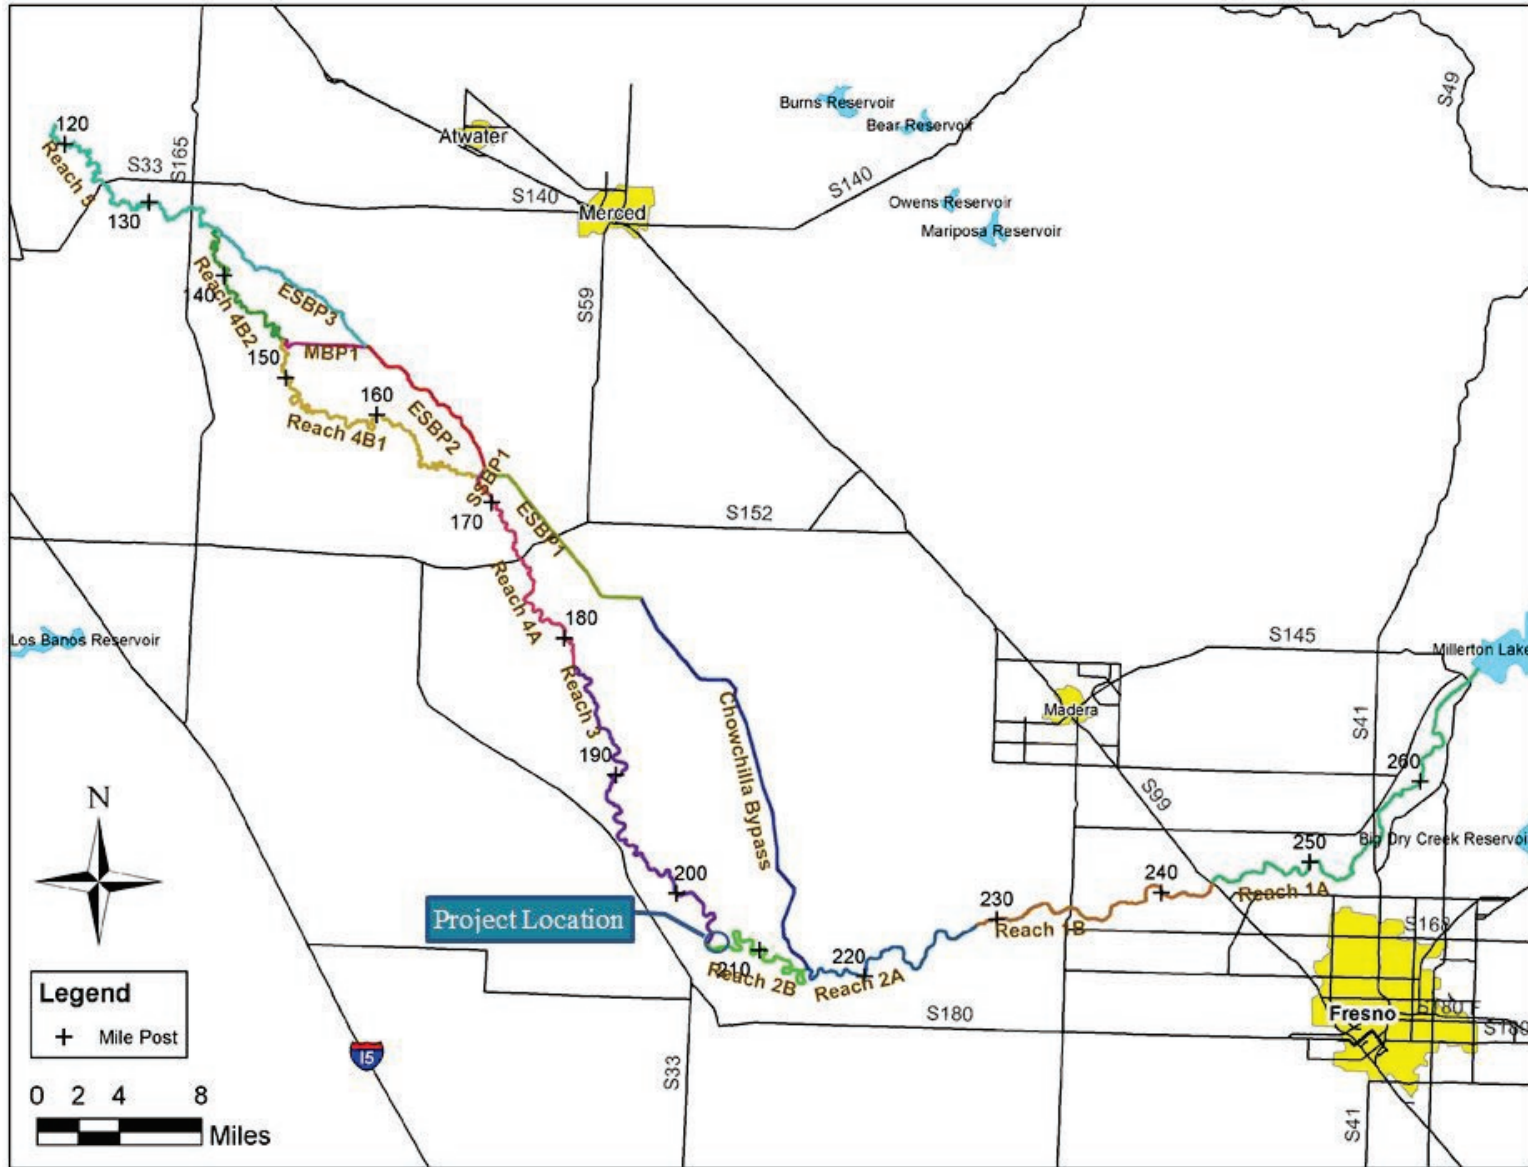 S49
Burns Reservoir
Bear Reservoir
120
Atwater
S165
S33
Reach 5
S140
S140
Merced
Owens Reservoir
130
Mariposa Reservoir
Reach 4B2
140
ESBP3
S59
MBP1
150
160
Reach 4B1
ESBP2
170
ESBP1
S152
Reach 4A
180
Los Banos Reservoir
S145
Millerton Lake
Reach 3
Chowchilla Bypass
Madera
S41
190
260
S99
N
Big Dry Creek Reservoir
250
200
240
Reach 1A
Project Location
230
Reach 1B
S168
220
210
Reach 2B
Reach 2A
Legend
Mile Post
S180
Fresno
S180
S180
15
S33
0 2 4 8
Miles
S41